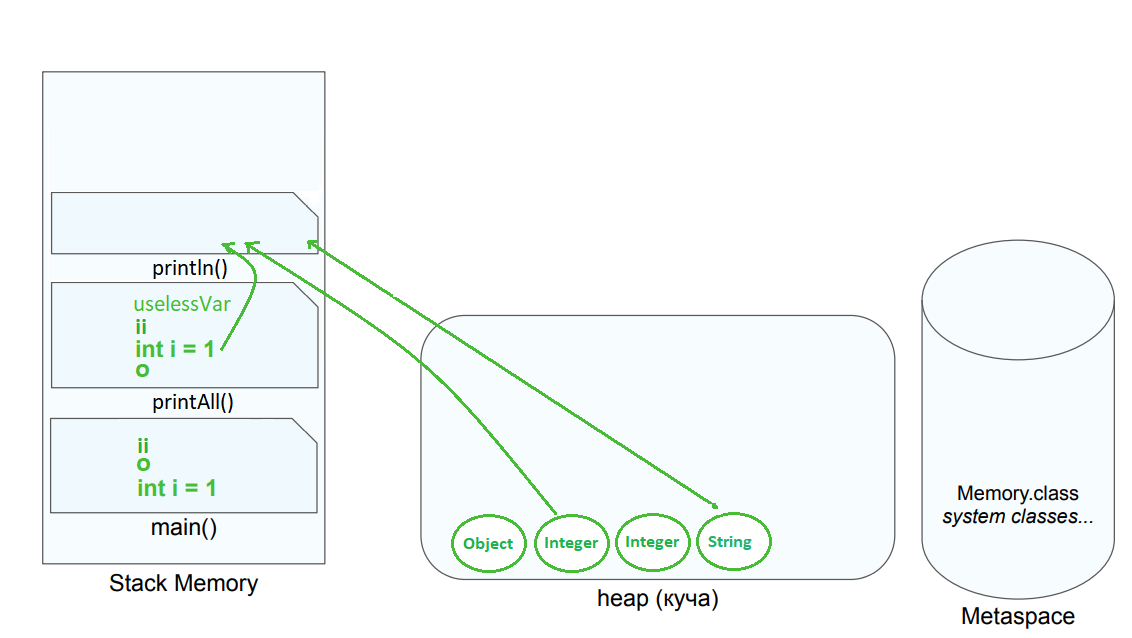 println()
uselessVar
ii
int i = 1
o
printAll()
ii
o
int i = 1
main()
Stack Memory
Object
Integer
Integer
String
heap (куча)
Memory.class
system classes...
Metaspace